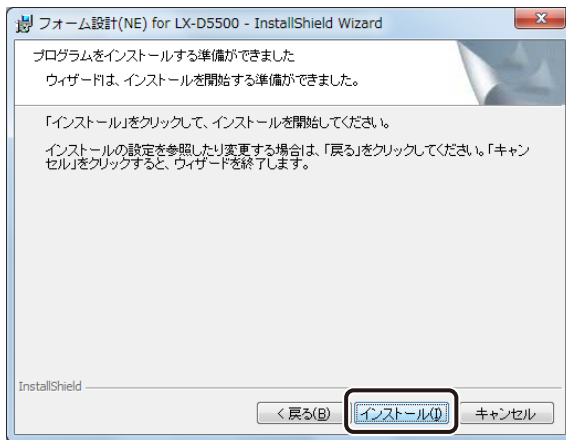 フォーム設計(NE) for LX-D5500 - InstallShield Wizard
プログラムをインストールする準備ができました
ウィザードは、インストールを開始する準備ができました。
「インストール」をクリックして、インストールを開始してください。
インストールの設定を参照したり変更する場合は、「戻る」をクリックしてください。「キャン
セル」をクリックすると、ウィザードを終了します。
InstallShield
< 戻る(B) インストール(I) キャンセル